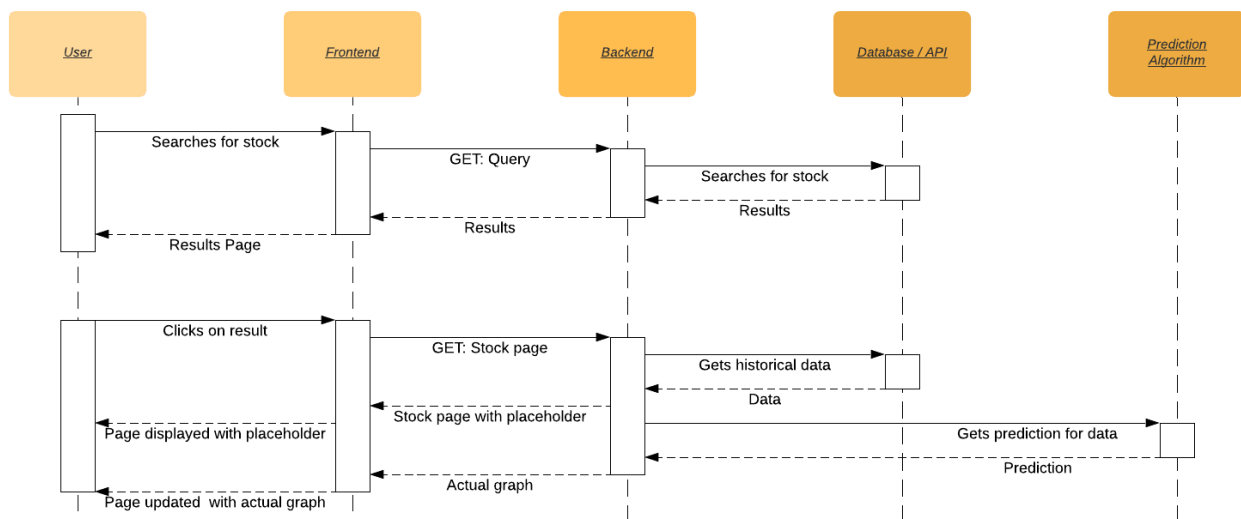 User
Frontend
Backend
Database / API
Prediction
Algorithm
Searches for stock
GET: Query
Searches for stock
Results
Results
Results Page
Clicks on result
GET: Stock page
Gets historical data
Data
Stock page with placeholder
Page displayed with placeholder
Gets prediction for data
Prediction
Actual graph
Page updated  with actual graph